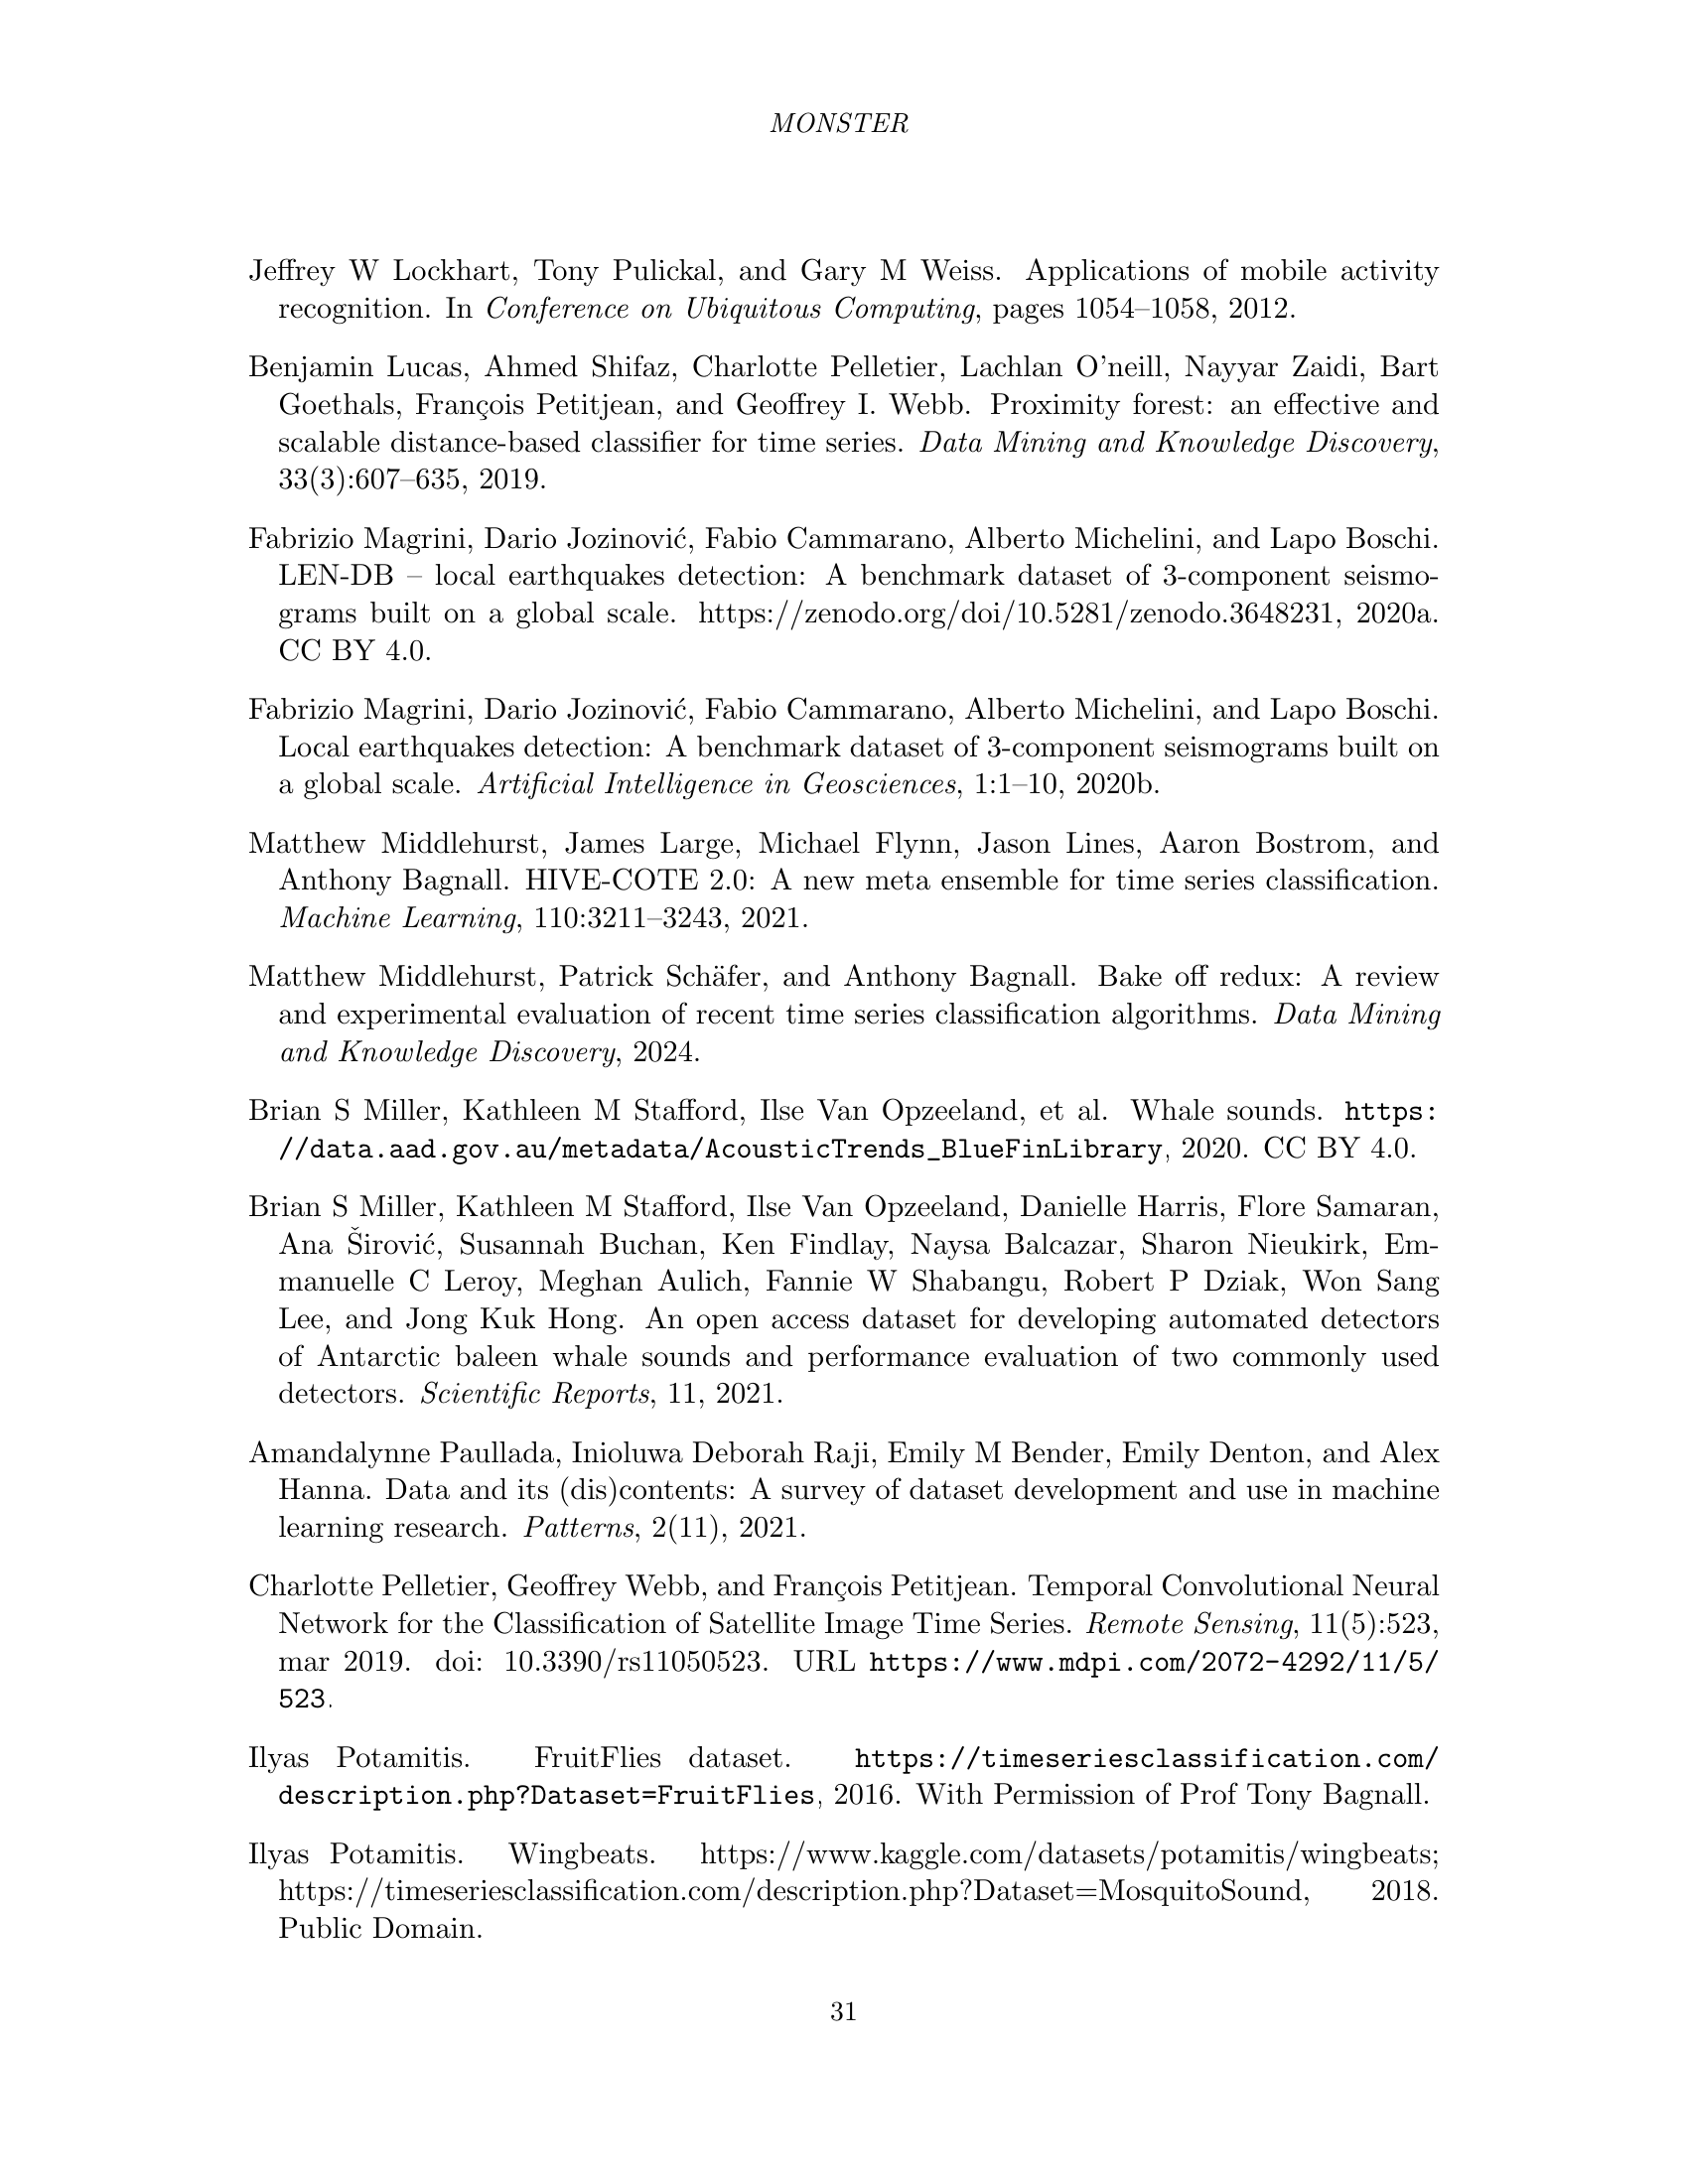 MONSTER
Jeffrey W Lockhart, Tony Pulickal, and Gary M Weiss. Applications of mobile activity
recognition. In Conference on Ubiquitous Computing, pages 1054–1058, 2012.
Benjamin Lucas, Ahmed Shifaz, Charlotte Pelletier, Lachlan O'neill, Nayyar Zaidi, Bart
Goethals, François Petitjean, and Geoffrey I. Webb. Proximity forest: an effective and
scalable distance-based classifier for time series. Data Mining and Knowledge Discovery,
33(3):607–635, 2019.
Fabrizio Magrini, Dario Jozinović, Fabio Cammarano, Alberto Michelini, and Lapo Boschi.
LEN-DB – local earthquakes detection: A benchmark dataset of 3-component seismo-
grams built on a global scale. https://zenodo.org/doi/10.5281/zenodo.3648231, 2020a.
CC BY 4.0.
Fabrizio Magrini, Dario Jozinović, Fabio Cammarano, Alberto Michelini, and Lapo Boschi.
Local earthquakes detection: A benchmark dataset of 3-component seismograms built on
a global scale. Artificial Intelligence in Geosciences, 1:1–10, 2020b.
Matthew Middlehurst, James Large, Michael Flynn, Jason Lines, Aaron Bostrom, and
Anthony Bagnall. HIVE-COTE 2.0: A new meta ensemble for time series classification.
Machine Learning, 110:3211–3243, 2021.
Matthew Middlehurst, Patrick Schäfer, and Anthony Bagnall. Bake off redux: A review
and experimental evaluation of recent time series classification algorithms. Data Mining
and Knowledge Discovery, 2024.
Brian S Miller, Kathleen M Stafford, Ilse Van Opzeeland, et al. Whale sounds. https:
//data.aad.gov.au/metadata/AcousticTrends_BlueFinLibrary, 2020. CC BY 4.0.
Brian S Miller, Kathleen M Stafford, Ilse Van Opzeeland, Danielle Harris, Flore Samaran,
Ana Širović, Susannah Buchan, Ken Findlay, Naysa Balcazar, Sharon Nieukirk, Em-
manuelle C Leroy, Meghan Aulich, Fannie W Shabangu, Robert P Dziak, Won Sang
Lee, and Jong Kuk Hong. An open access dataset for developing automated detectors
of Antarctic baleen whale sounds and performance evaluation of two commonly used
detectors. Scientific Reports, 11, 2021.
Amandalynne Paullada, Inioluwa Deborah Raji, Emily M Bender, Emily Denton, and Alex
Hanna. Data and its (dis)contents: A survey of dataset development and use in machine
learning research. Patterns, 2(11), 2021.
Charlotte Pelletier, Geoffrey Webb, and François Petitjean. Temporal Convolutional Neural
Network for the Classification of Satellite Image Time Series. Remote Sensing, 11(5):523,
mar 2019. doi: 10.3390/rs11050523. URL https://www.mdpi.com/2072-4292/11/5/
523.
Ilyas Potamitis. FruitFlies dataset. https://timeseriesclassification.com/
description.php?Dataset=FruitFlies, 2016. With Permission of Prof Tony Bagnall.
Ilyas Potamitis. Wingbeats. https://www.kaggle.com/datasets/potamitis/wingbeats;
https://timeseriesclassification.com/description.php?Dataset=MosquitoSound, 2018.
Public Domain.
31